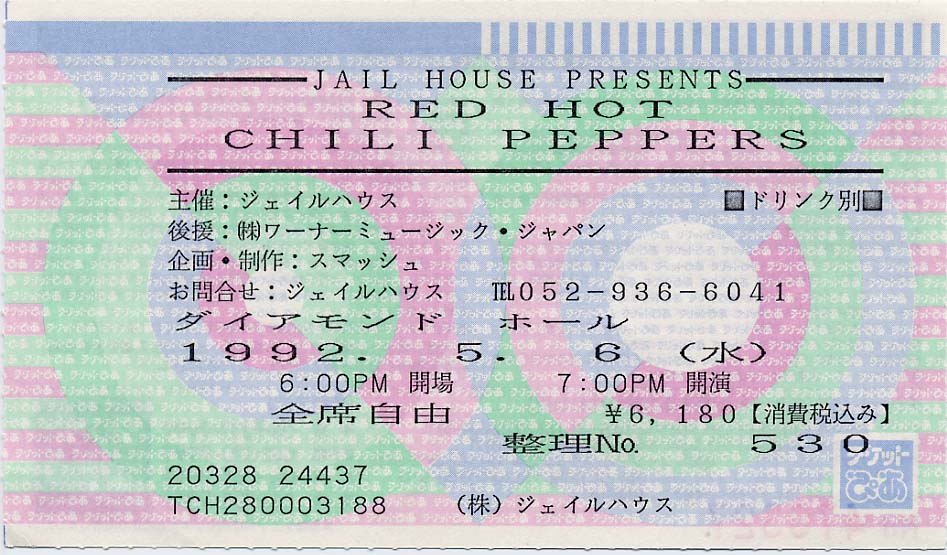 JAIL HOUSE PRESENTS
RED HOT
CHILI PEPPERS
主催：ジェイルハウス ■ドリンク別■
後援：㈱ワーナーミュージック・ジャパン
企画・制作：スマッシュ
お問合せ：ジェイルハウス ℡052-936-6041
ダイアモンド ホール
1992. 5. 6 (水)
6:00PM 開場 7:00PM 開演
全席自由 ¥6,180【消費税込み】
整理No. 530
20328 24437
TCH280003188 (株)ジェイルハウス
チケット
ぴあ